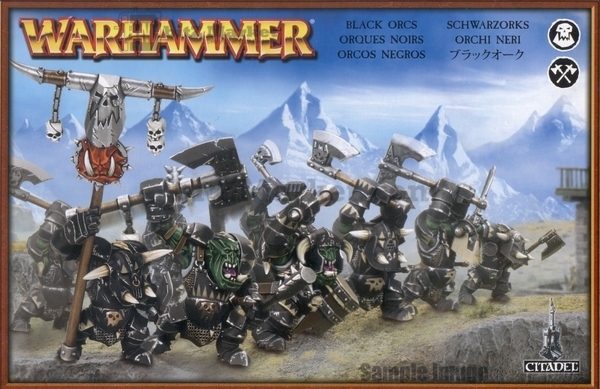 WARHAMMER
BLACK ORCS
ORQUES NOIRS
ORCOS NEGROS
SCHWARZORKS
ORCHI NERI
ブラックオーク
Sample Image
CITADEL